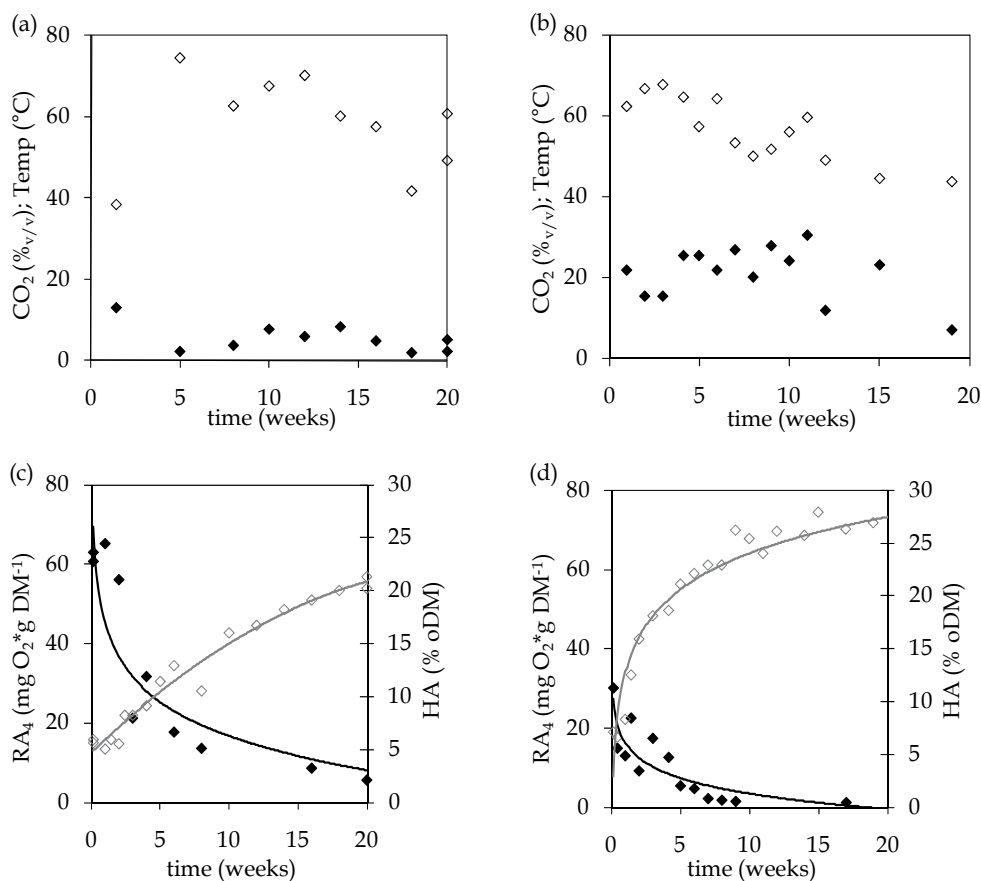 (a)
80
60
40
20
0
CO2 (%v/v); Temp (°C)
0 5 10 15 20
time (weeks)
(b)
80
60
40
20
0
CO2 (%v/v); Temp (°C)
0 5 10 15 20
time (weeks)
(c)
80
60
40
20
0
RA4 (mg O2*g DM-1)
30
25
20
15
10
5
0
HA (% oDM)
0 5 10 15 20
time (weeks)
(d)
80
60
40
20
0
RA4 (mg O2*g DM-1)
30
25
20
15
10
5
0
HA (% oDM)
0 5 10 15 20
time (weeks)